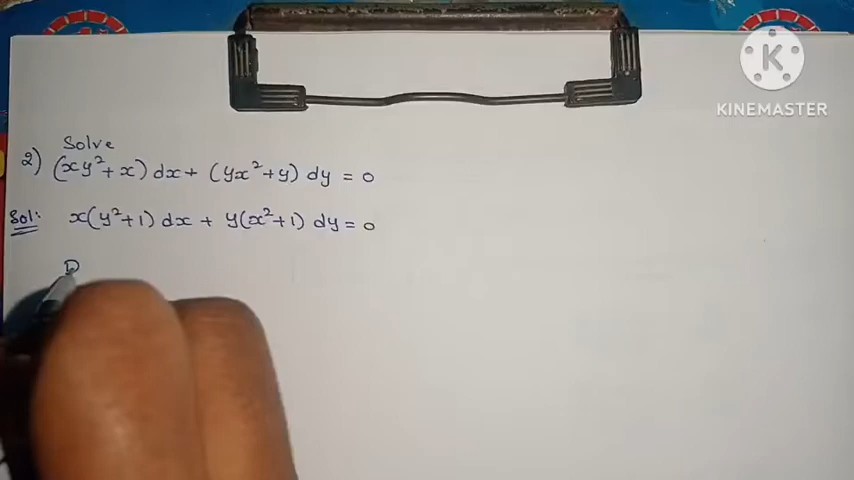 KINEMASTER
Solve
2) (xy²+x) dx + (yx²+y) dy = 0
Sol: x(y²+1) dx + y(x²+1) dy = 0
D